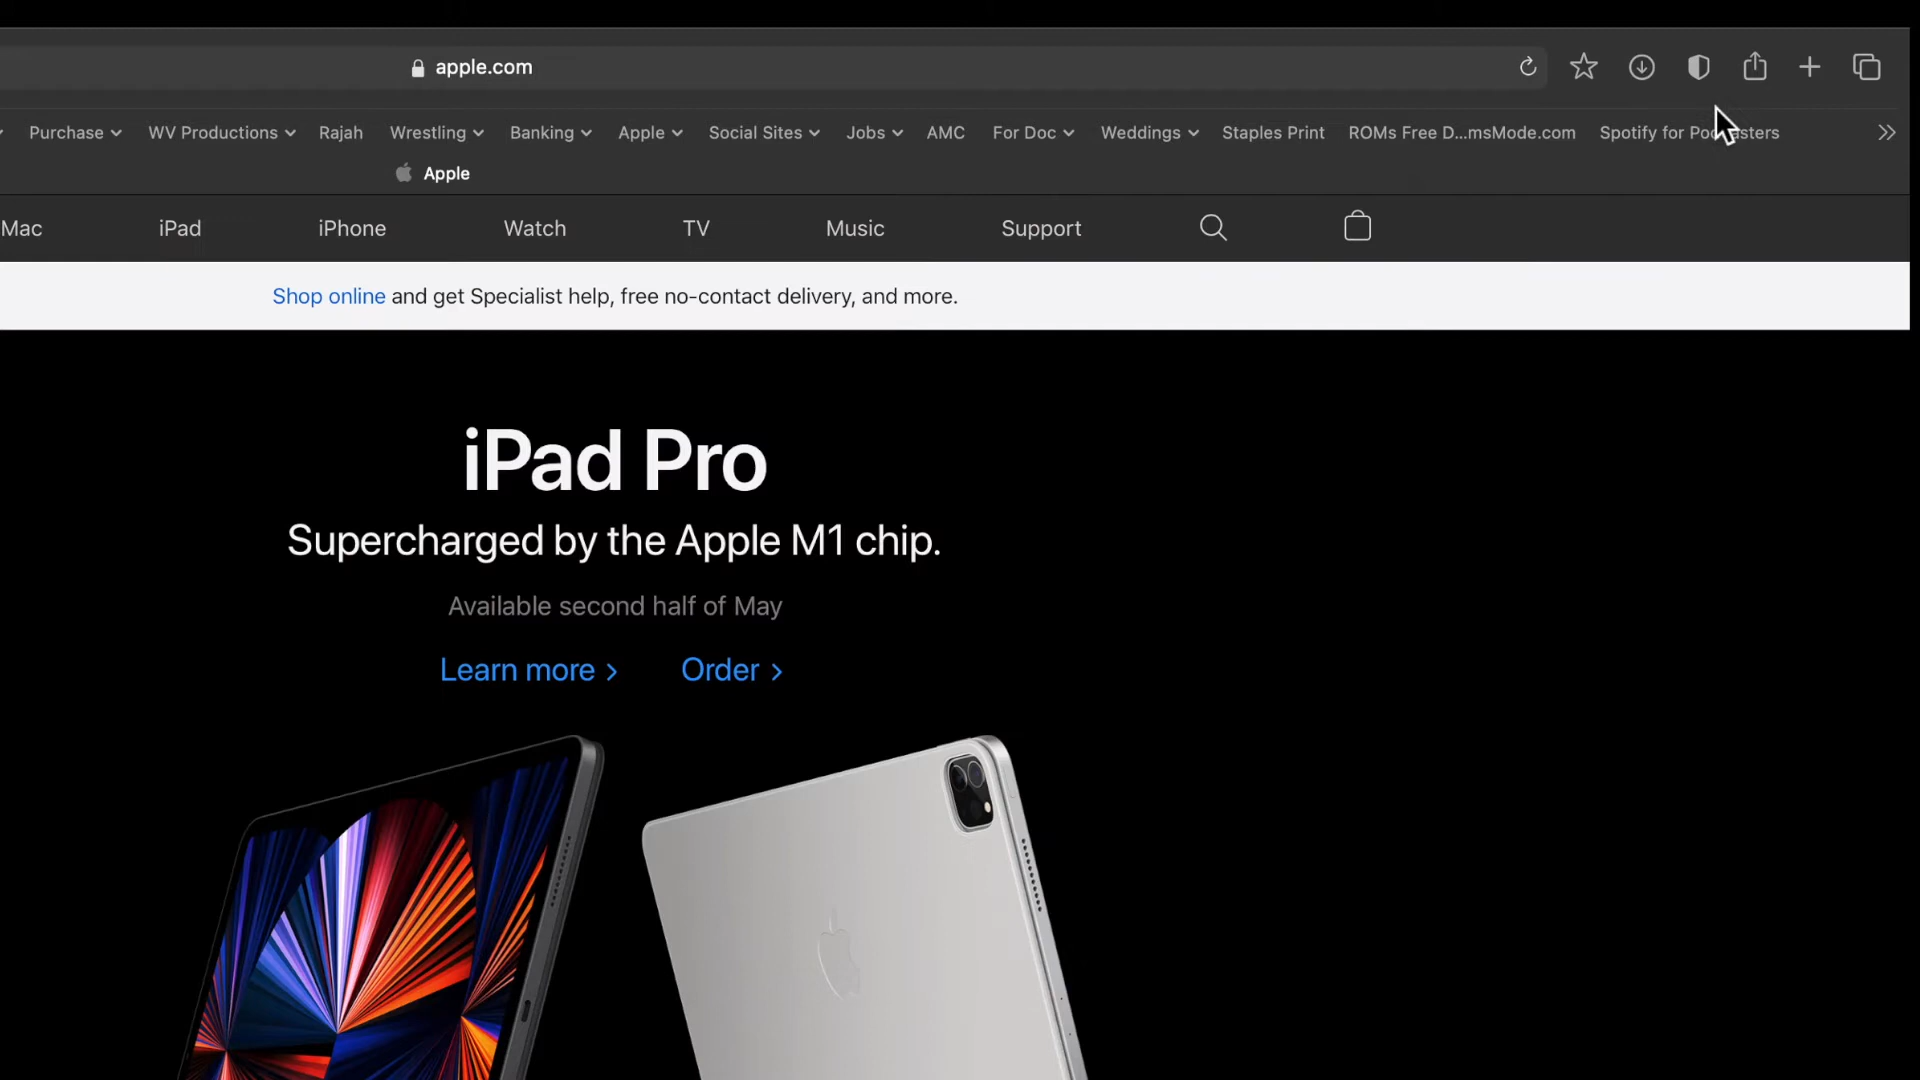 apple.com
Purchase WV Productions Rajah Wrestling Banking Apple Social Sites Jobs AMC For Doc Weddings Staples Print ROMs Free D...msMode.com Spotify for
Apple
Mac iPad iPhone Watch TV Music Support
Shop online and get Specialist help, free no-contact delivery, and more.
iPad Pro
Supercharged by the Apple M1 chip.
Available second half of May
Learn more > Order >